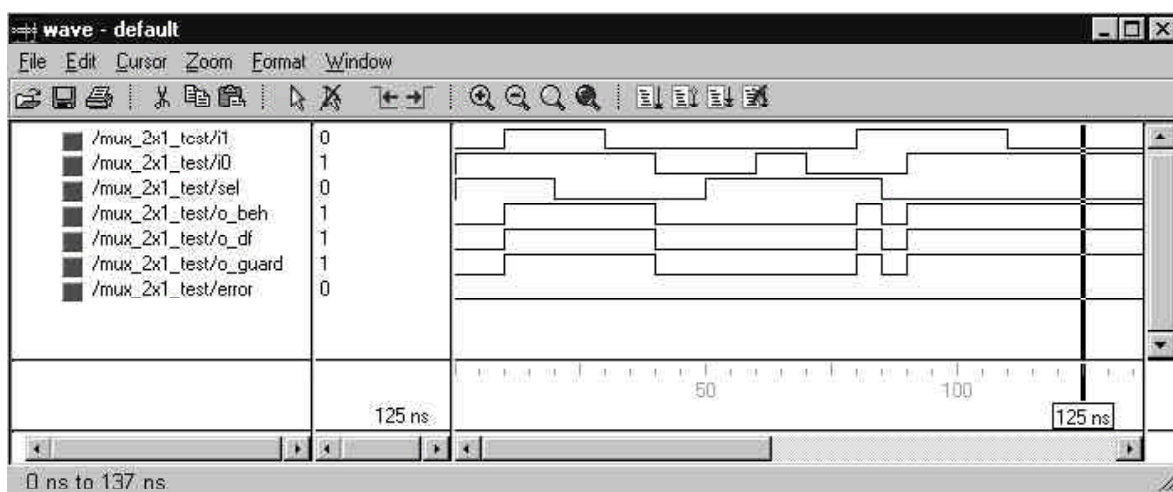 wave - default
File Edit Cursor Zoom Format Window
/mux_2x1_test/i1 0
/mux_2x1_test/i0 1
/mux_2x1_test/sel 0
/mux_2x1_test/o_beh 1
/mux_2x1_test/o_df 1
/mux_2x1_test/o_guard 1
/mux_2x1_test/error 0
50 100
125 ns 125 ns
0 ns to 137 ns